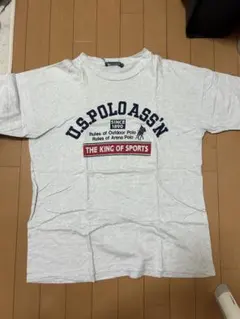 U.S.POLO ASS'N
SINCE
1890
Rules of Outdoor Polo
Rules of Arena Polo
THE KING OF SPORTS